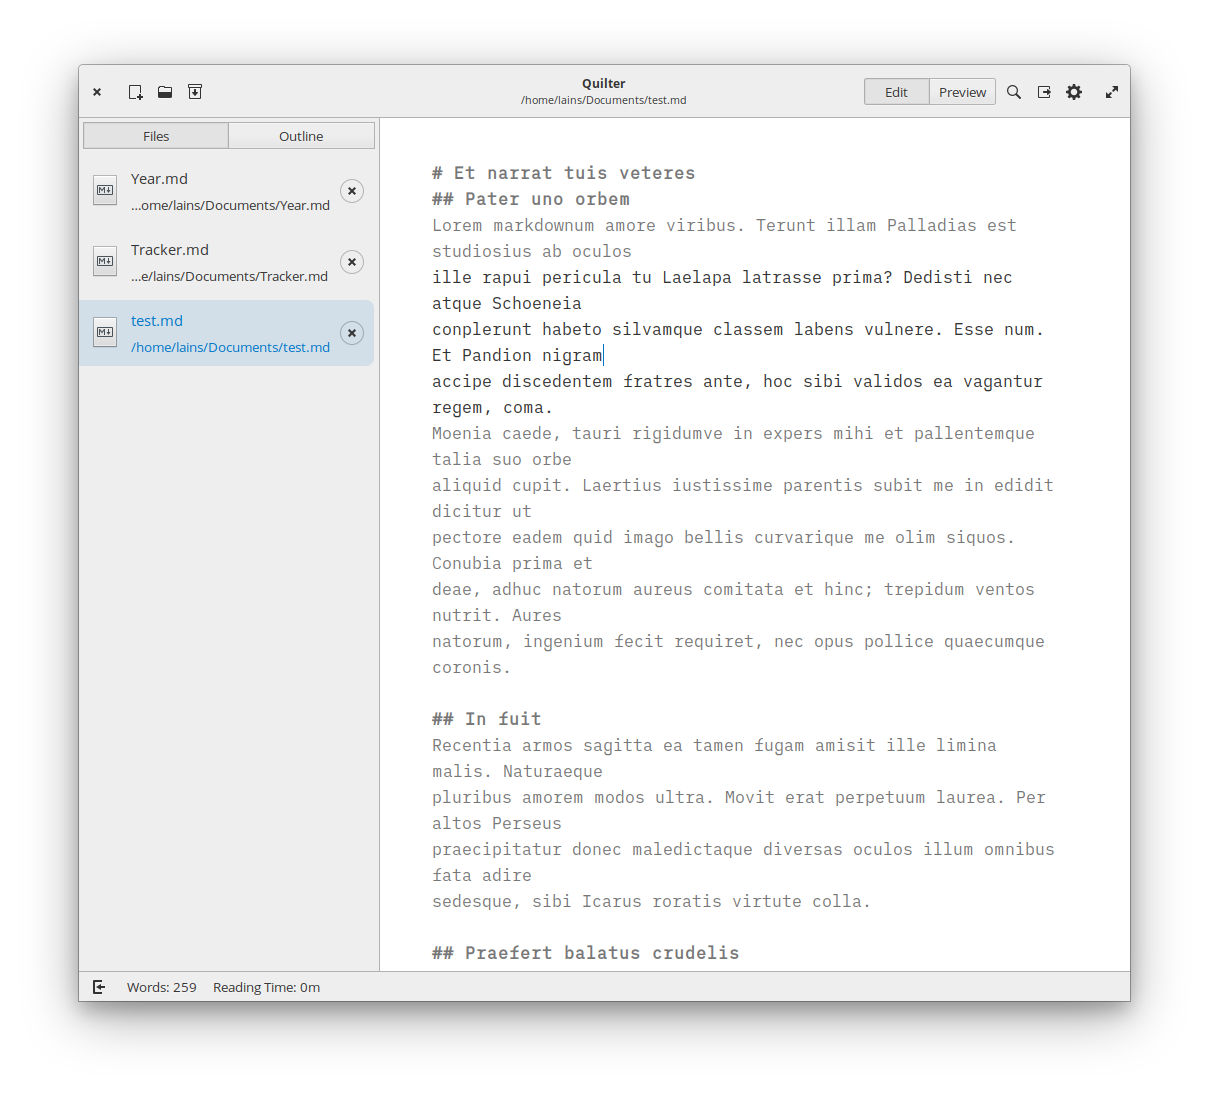 Quilter
/home/lains/Documents/test.md
Edit
Preview
Files
Outline
Year.md
...ome/lains/Documents/Year.md
Tracker.md
...e/lains/Documents/Tracker.md
test.md
/home/lains/Documents/test.md
# Et narrat tuis veteres
## Pater uno orbem
Lorem markdownum amore viribus. Terunt illam Palladias est
studiosius ab oculos
ille rapui pericula tu Laelapa latrasse prima? Dedisti nec
atque Schoeneia
conplerunt habeto silvamque classem labens vulnere. Esse num.
Et Pandion nigram
accipe discedentem fratres ante, hoc sibi validos ea vagantur
regem, coma.
Moenia caede, tauri rigidumve in expers mihi et pallentemque
talia suo orbe
aliquid cupit. Laertius iustissime parentis subit me in edidit
dicitur ut
pectore eadem quid imago bellis curvarique me olim siquos.
Conubia prima et
deae, adhuc natorum aureus comitata et hinc; trepidum ventos
nutrit. Aures
natorum, ingenium fecit requiret, nec opus pollice quaecumque
coronis.
## In fuit
Recentia armos sagitta ea tamen fugam amisit ille limina
malis. Naturaeque
pluribus amorem modos ultra. Movit erat perpetuum laurea. Per
altos Perseus
praecipitatur donec maledictaque diversas oculos illum omnibus
fata adire
sedesque, sibi Icarus roratis virtute colla.
## Praefert balatus crudelis
Words: 259
Reading Time: 0m